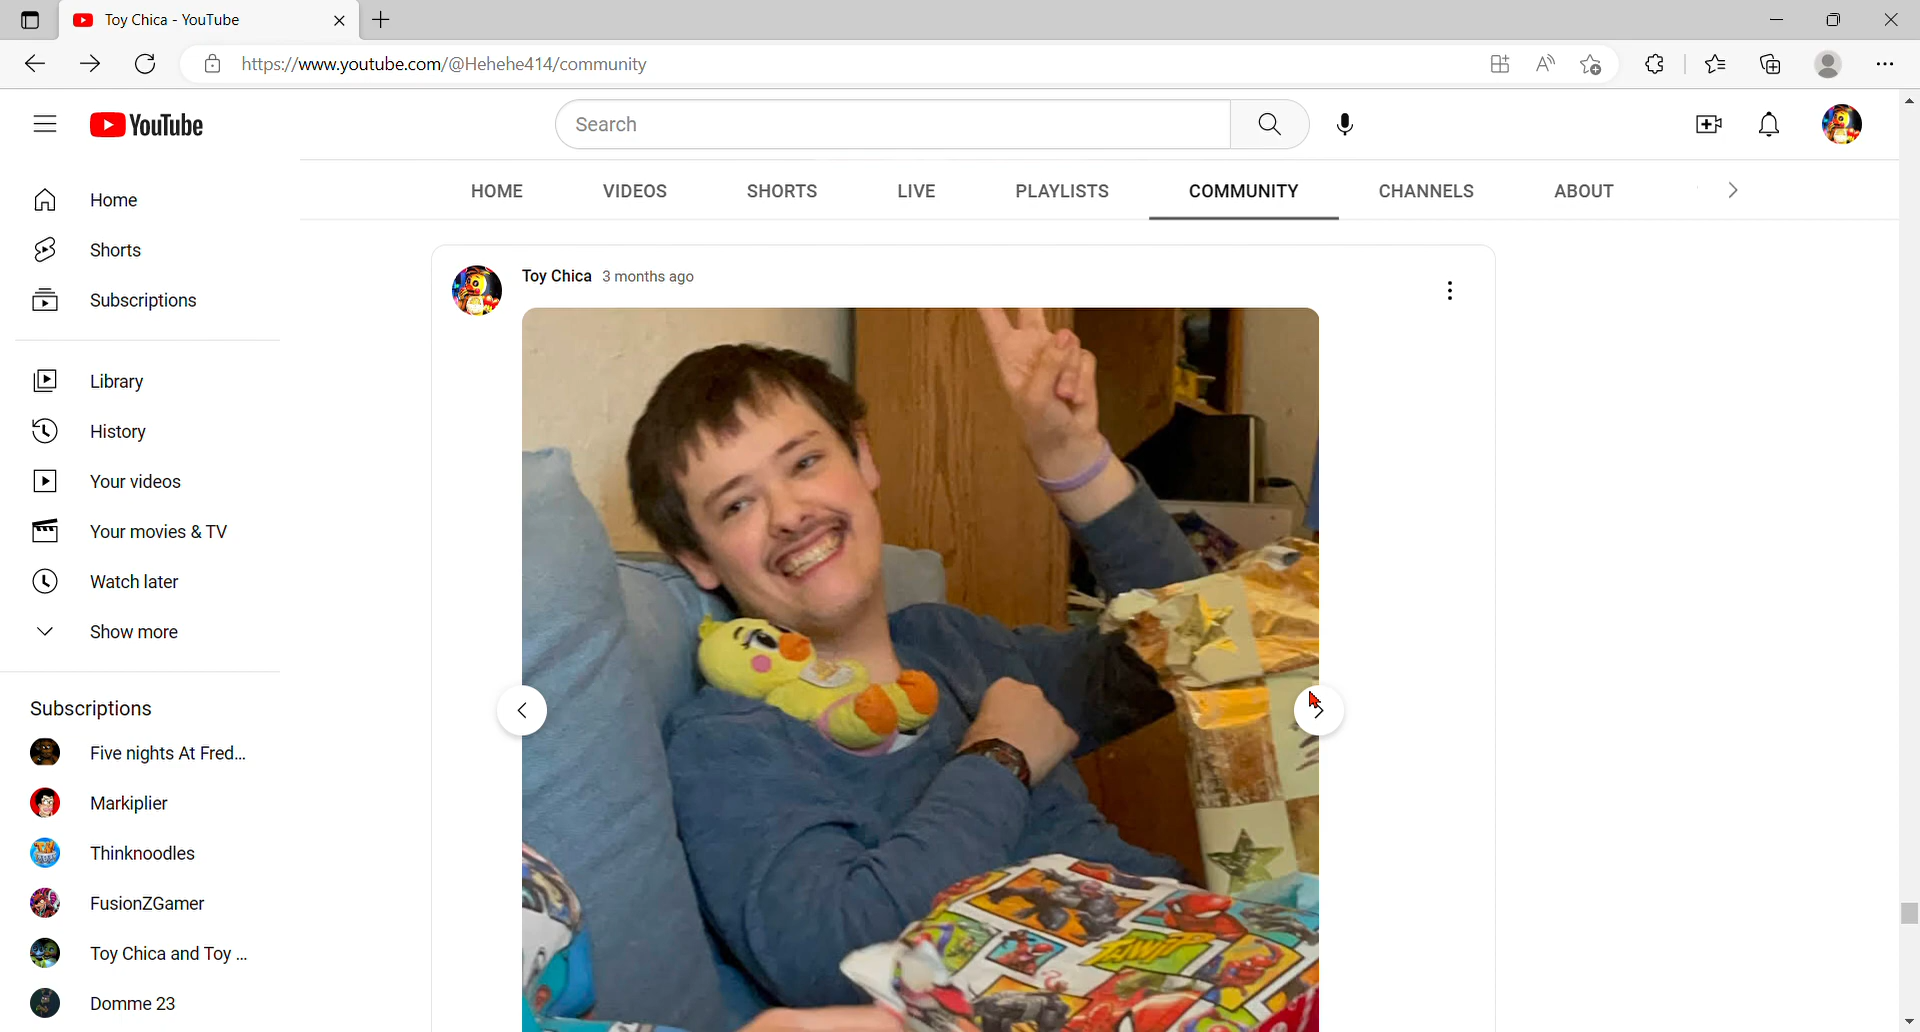 Toy Chica - YouTube
https://www.youtube.com/@Hehehe414/community
YouTube
Search
HOME VIDEOS SHORTS LIVE PLAYLISTS COMMUNITY CHANNELS ABOUT
Home
Shorts
Subscriptions
Library
History
Your videos
Your movies & TV
Watch later
Show more
Subscriptions
Five nights At Fred...
Markiplier
Thinknoodles
FusionZGamer
Toy Chica and Toy ...
Domme 23
Toy Chica 3 months ago
TWIP!